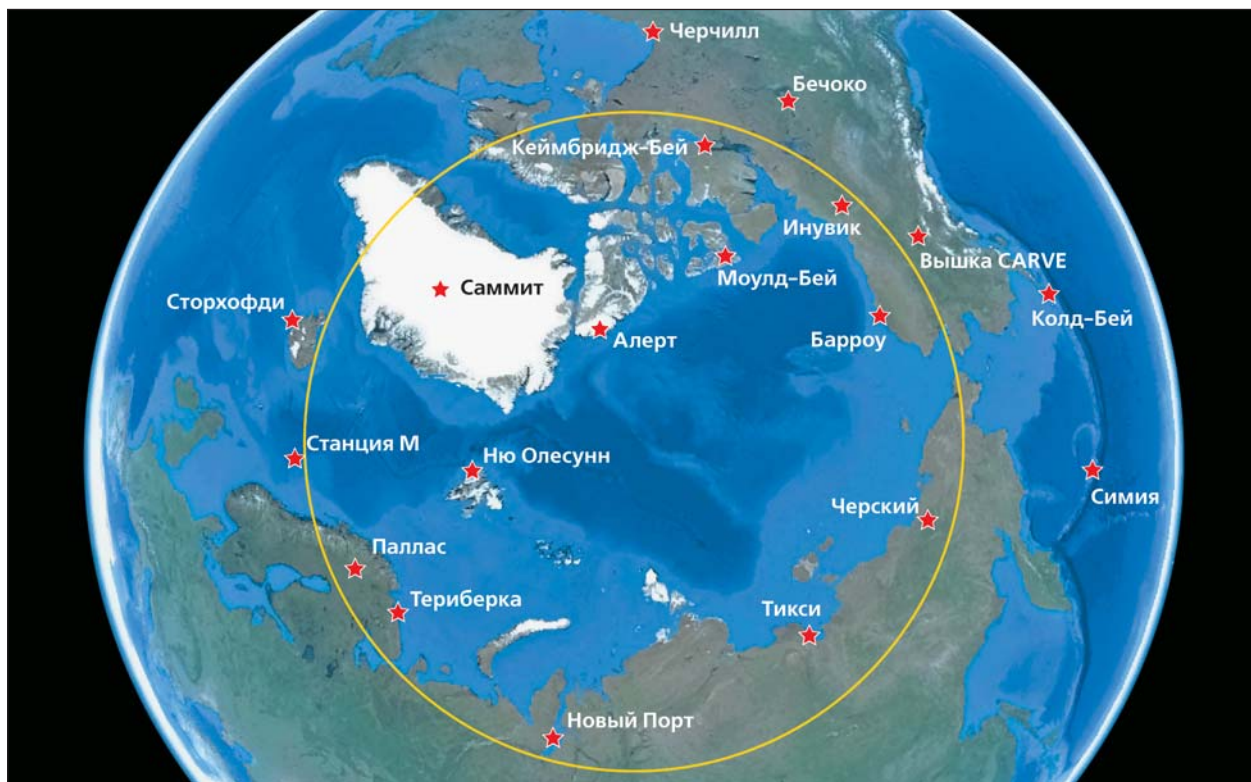 Черчилл
Бечоко
Кеймбридж-Бей
Инувик
Вышка CARVE
Моулд-Бей
Саммит
Сторхофди
Колд-Бей
Алерт
Барроу
Станция М
Ню Олесунн
Симия
Черский
Паллас
Териберка
Тикси
Новый Порт